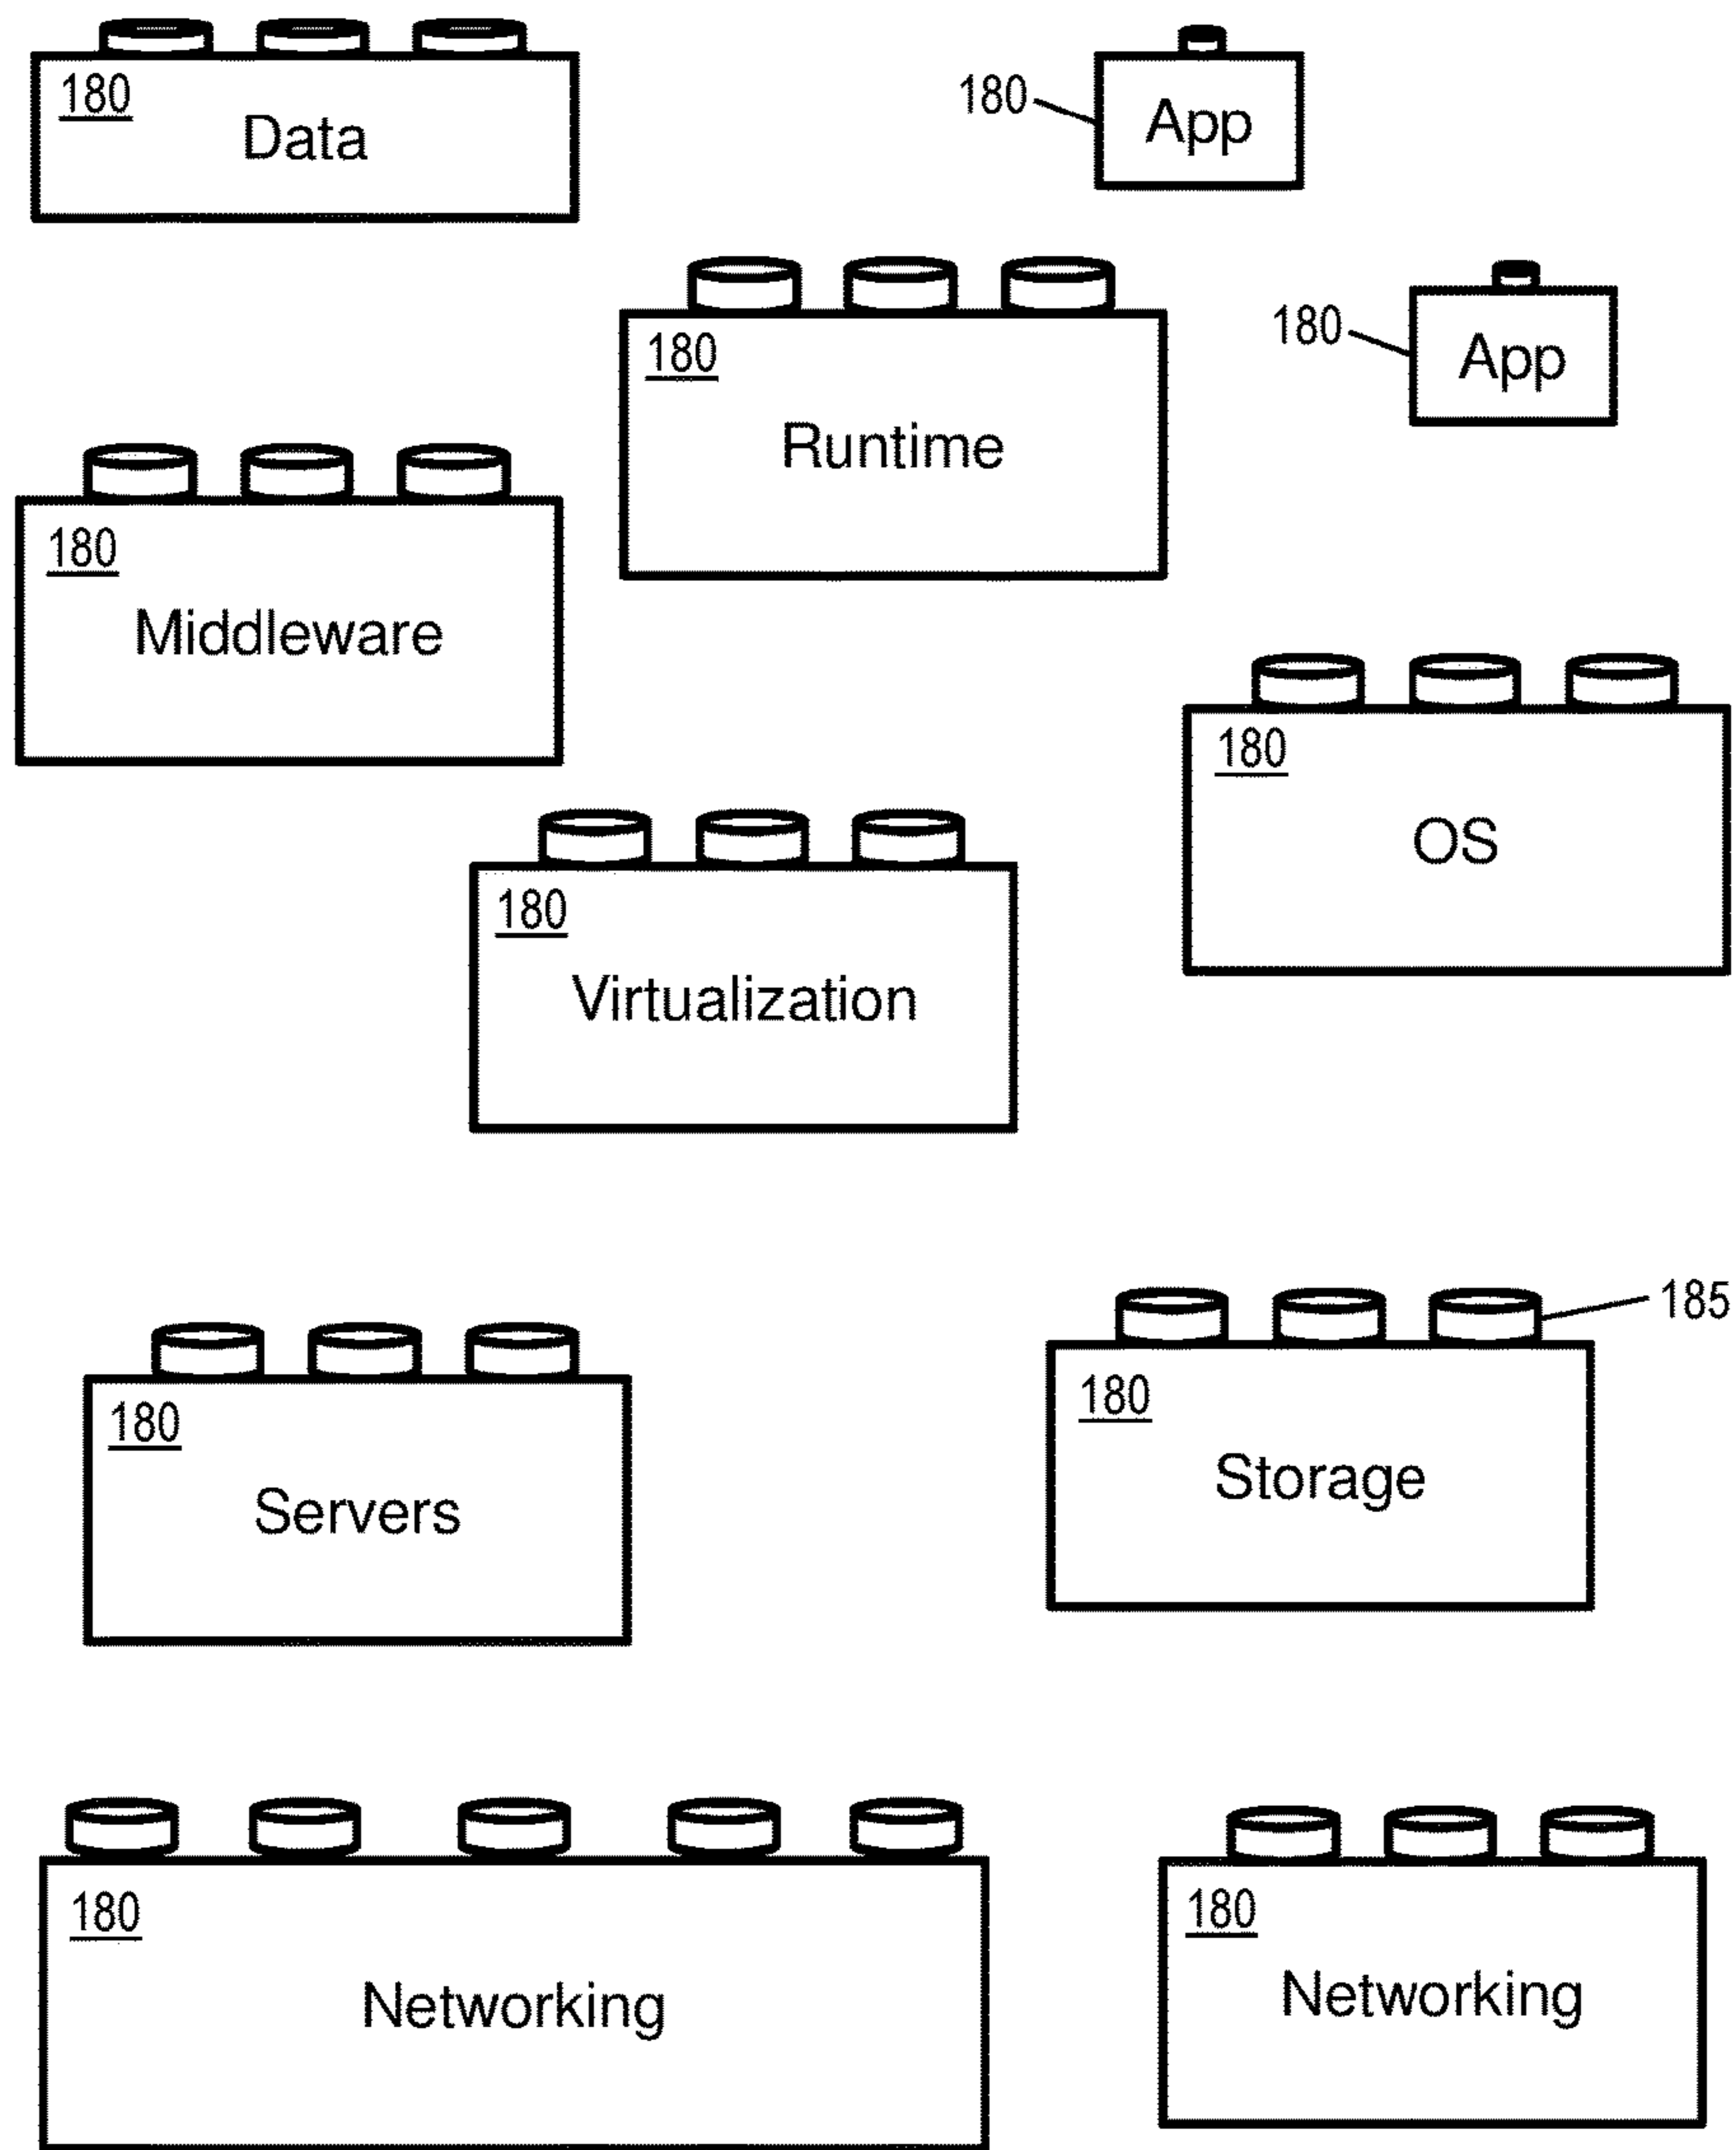 180
Data
180
App
180
Runtime
180
App
180
Middleware
180
OS
180
Virtualization
185
180
Servers
180
Storage
180
Networking
180
Networking